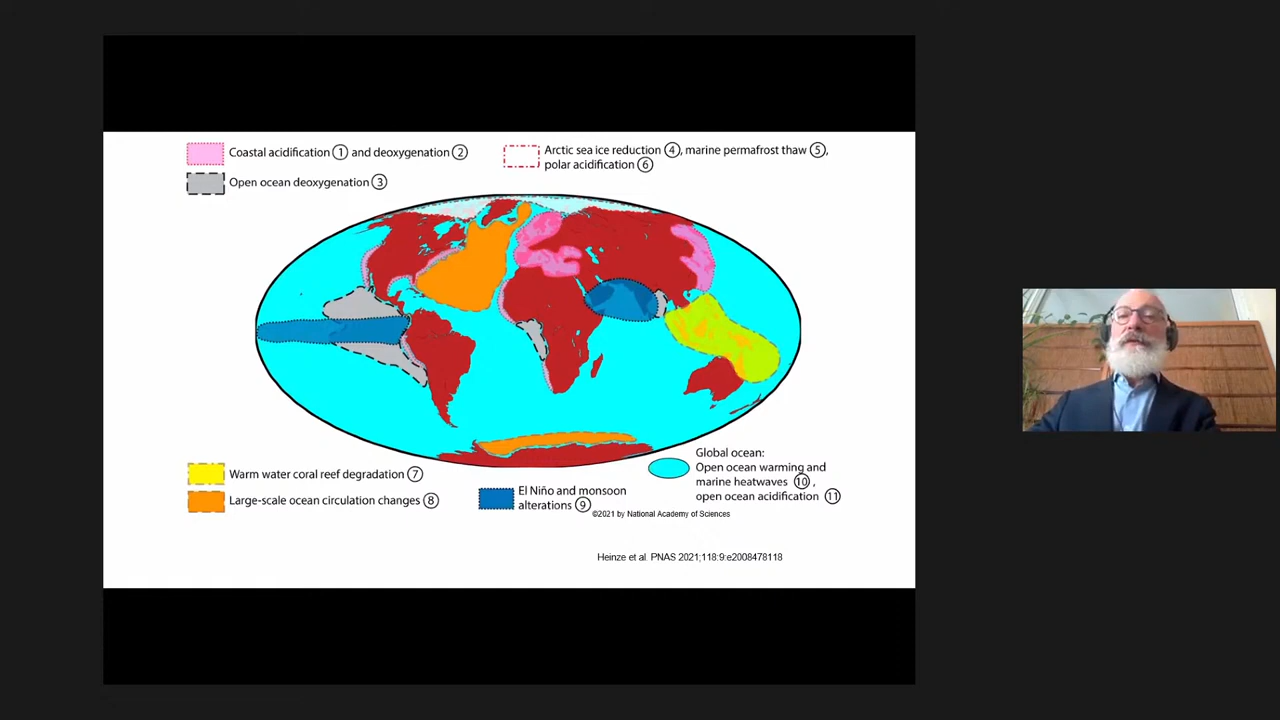 Coastal acidification ① and deoxygenation ②
Open ocean deoxygenation ③
Arctic sea ice reduction ④, marine permafrost thaw ⑤,
polar acidification ⑥
Warm water coral reef degradation ⑦
Large-scale ocean circulation changes ⑧
El Niño and monsoon
alterations ⑨
Global ocean:
Open ocean warming and
marine heatwaves ⑩ ,
open ocean acidification ⑪
©2021 by National Academy of Sciences
Heinze et al. PNAS 2021;118:9:e2008478118